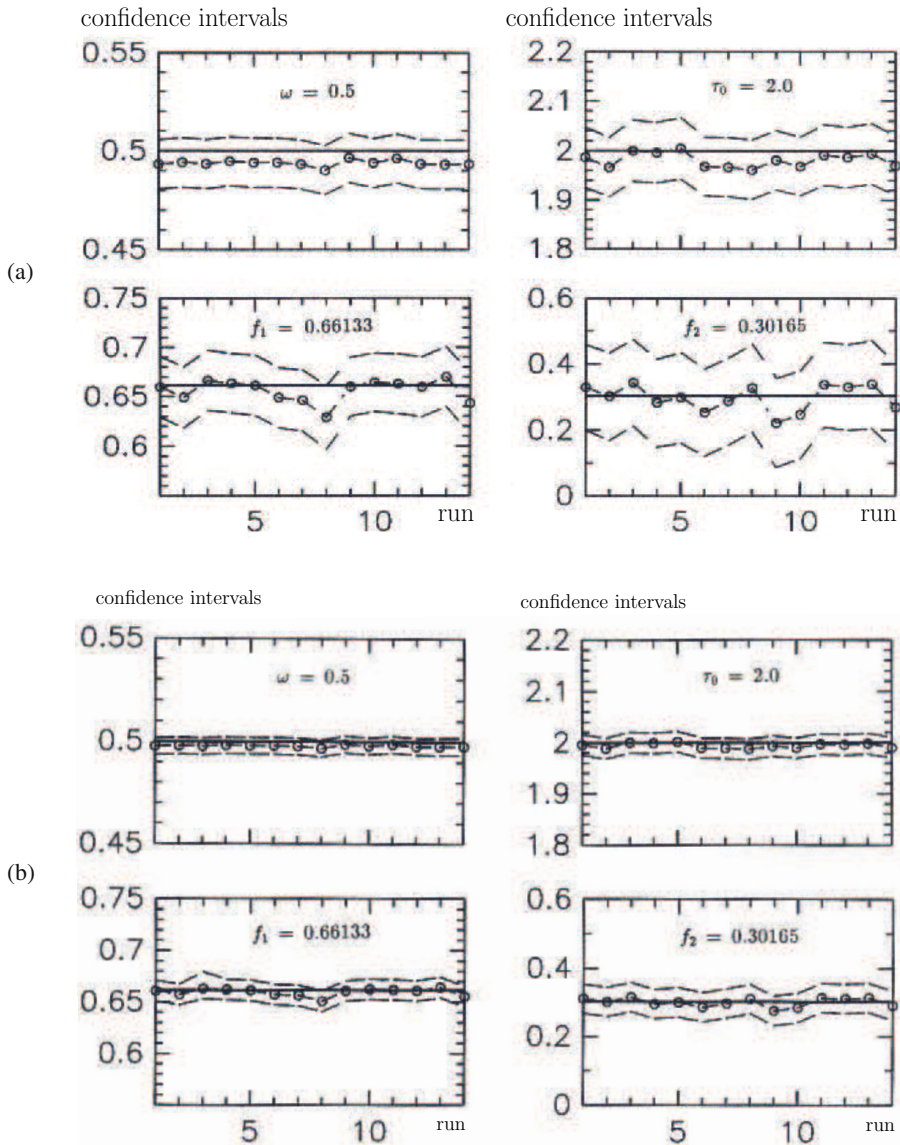 confidence intervals
confidence intervals
(a)
0.55
0.5
0.45
ω = 0.5
2.2
2.1
2
1.9
1.8
τ0 = 2.0
0.75
0.7
0.65
0.6
f1 = 0.66133
5
10
run
0.6
0.4
0.2
0
f2 = 0.30165
5
10
run
confidence intervals
confidence intervals
(b)
0.55
0.5
0.45
ω = 0.5
2.2
2.1
2
1.9
1.8
τ0 = 2.0
0.75
0.7
0.65
0.6
f1 = 0.66133
5
10
run
0.6
0.4
0.2
0
f2 = 0.30165
5
10
run